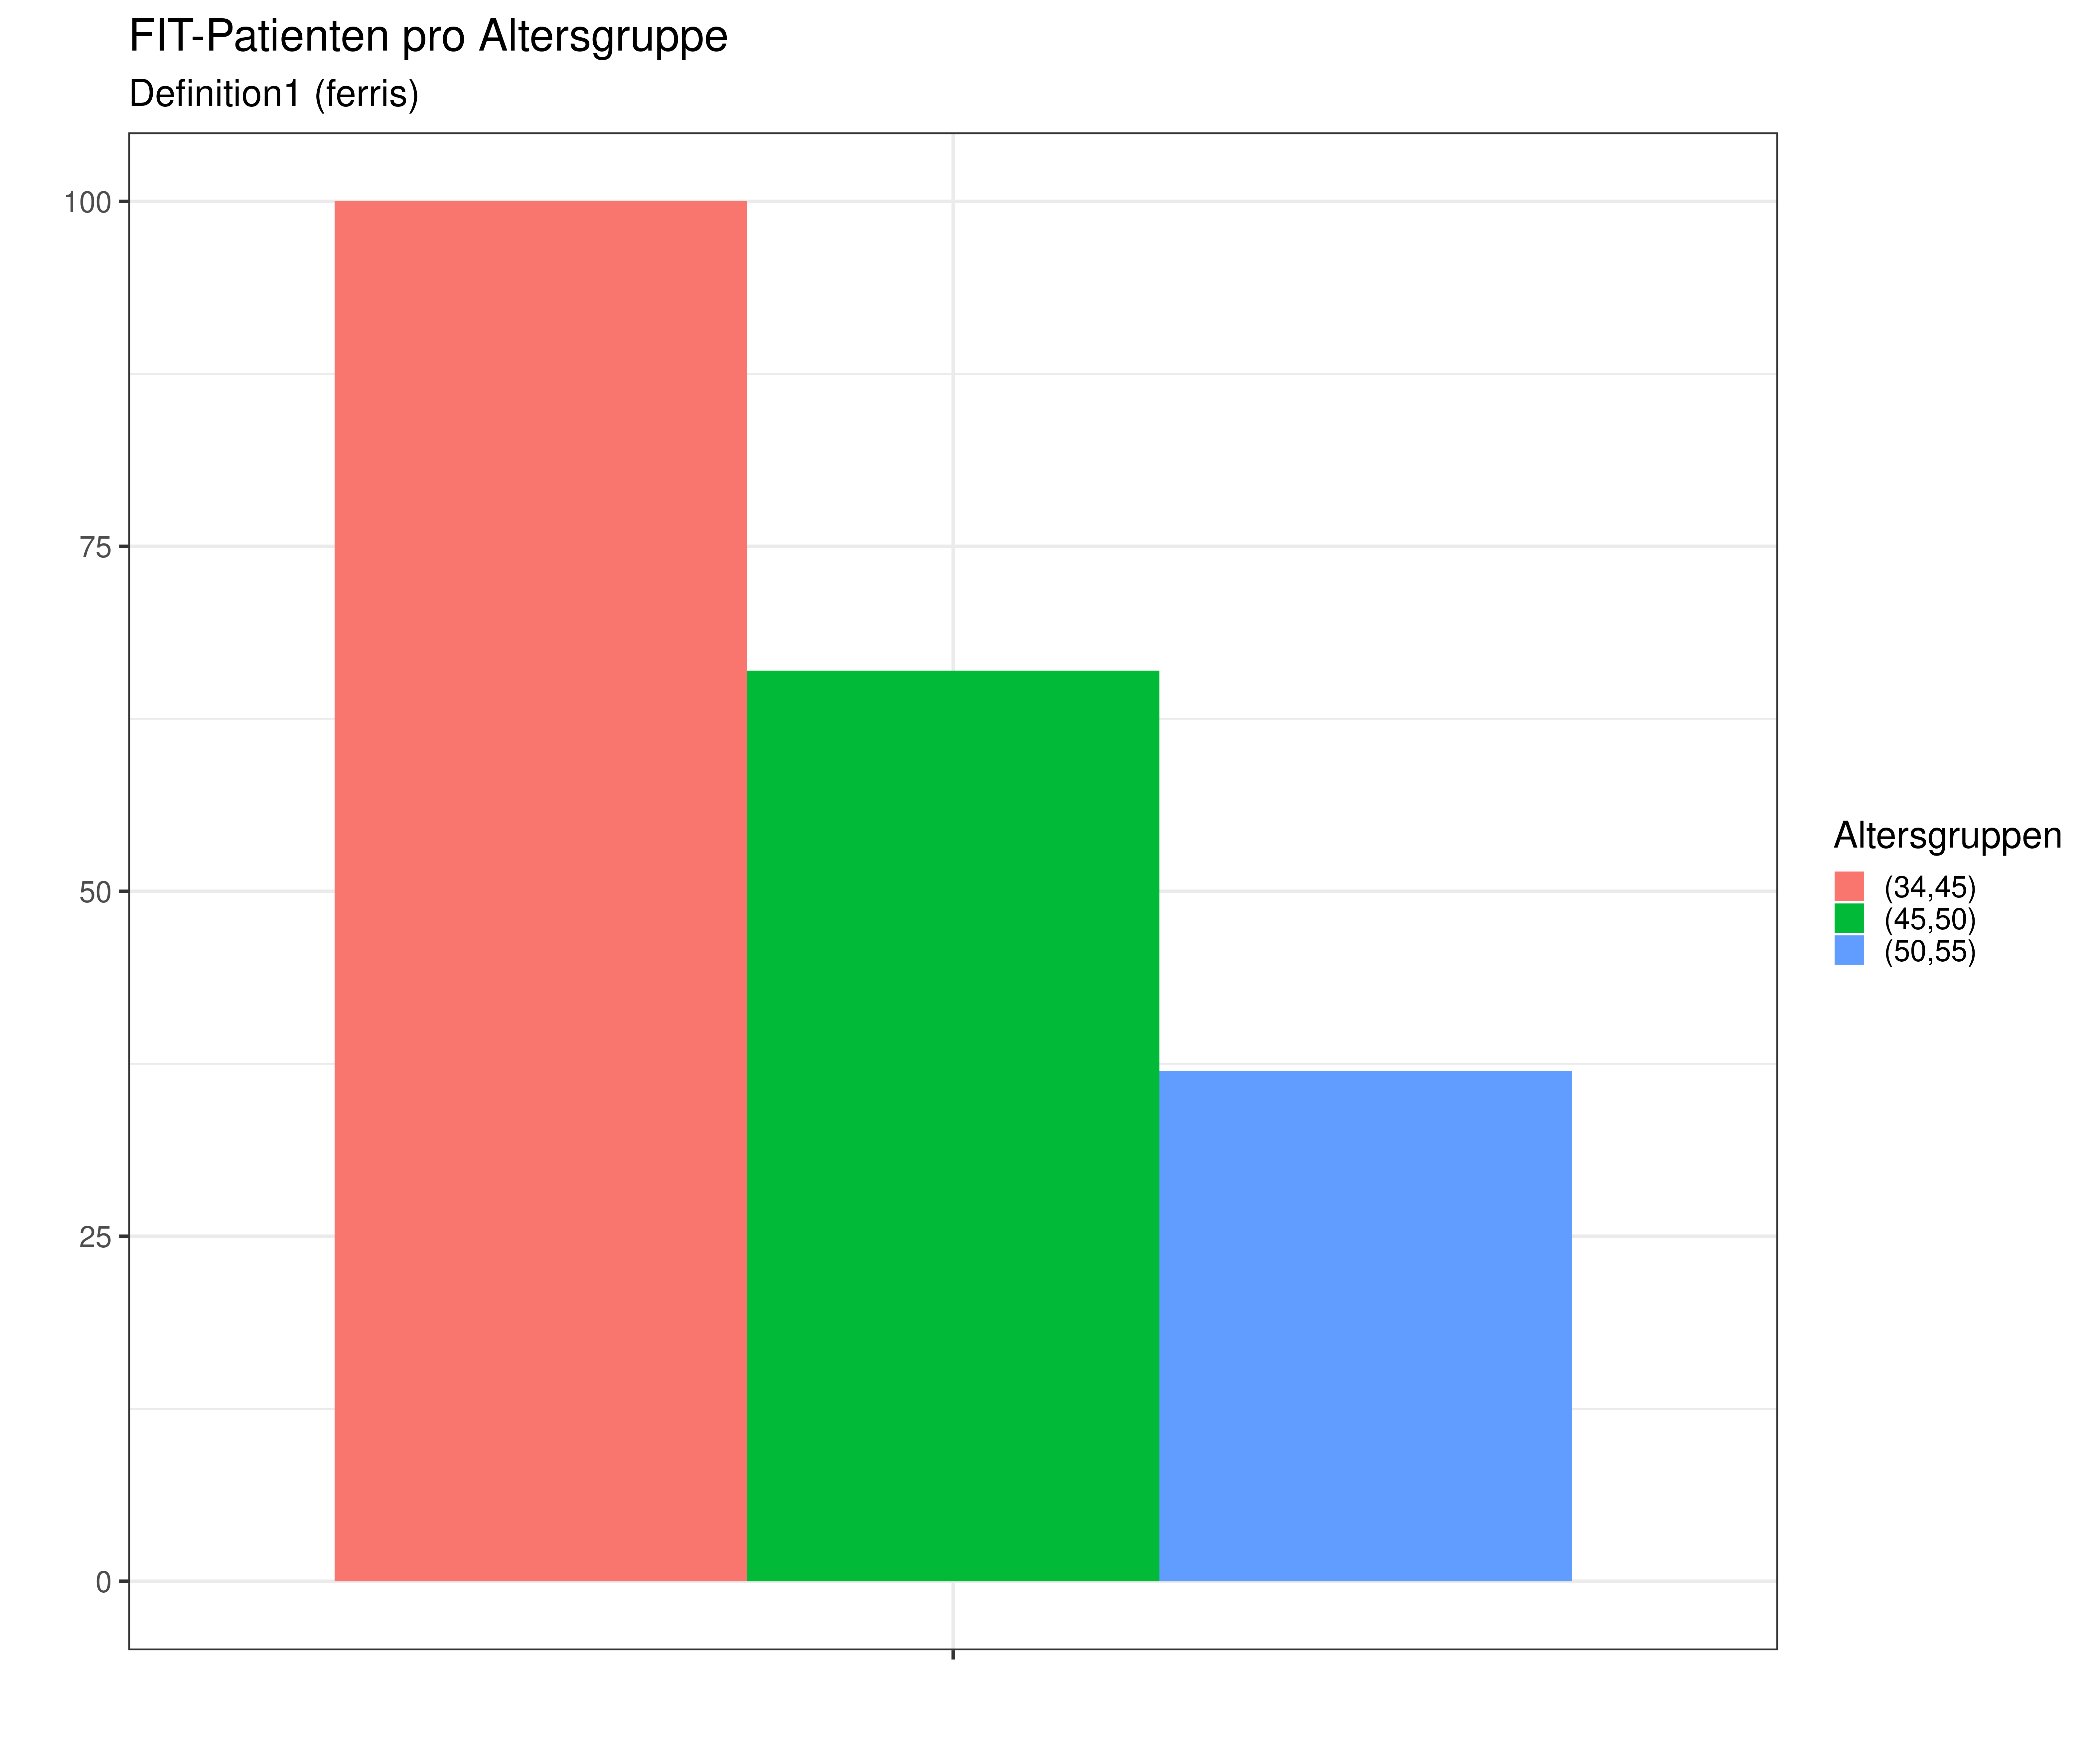 FIT-Patienten pro Altersgruppe
Definition1 (ferris)
100
75
50
25
0
Altersgruppen
(34,45)
(45,50)
(50,55)